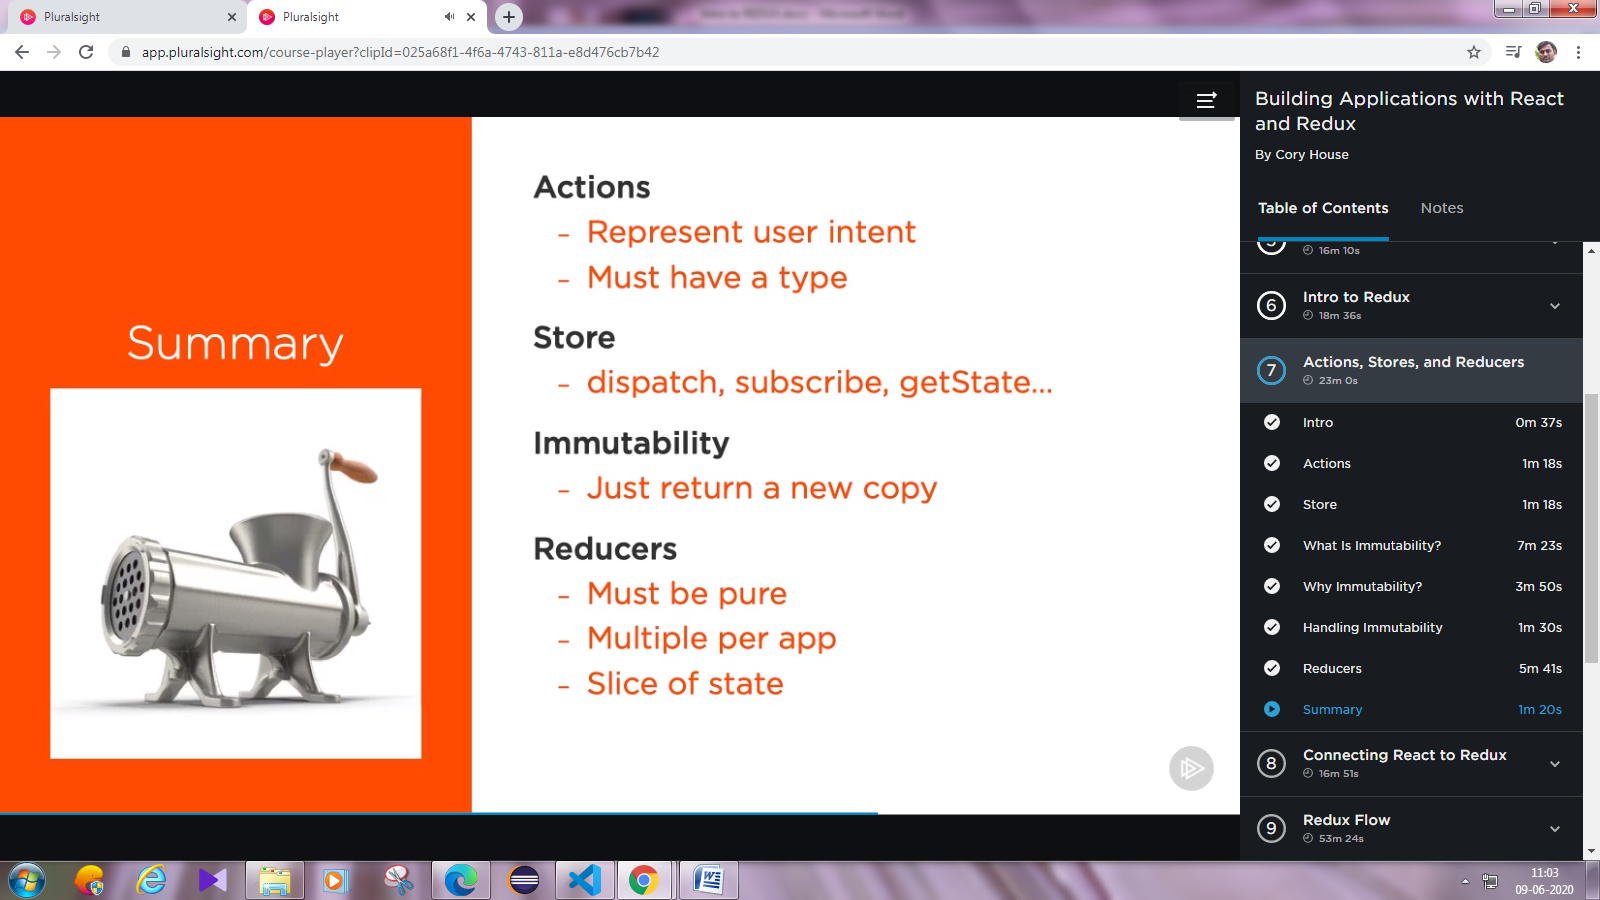 Pluralsight
Pluralsight
app.pluralsight.com/course-player?clipId=025a68f1-4f6a-4743-811a-e8d476cb7b42
Summary
Actions
- Represent user intent
- Must have a type
Store
- dispatch, subscribe, getState...
Immutability
- Just return a new copy
Reducers
- Must be pure
- Multiple per app
- Slice of state
Building Applications with React
and Redux
By Cory House
Table of Contents Notes
16m 10s
6 Intro to Redux
18m 36s
7 Actions, Stores, and Reducers
23m 0s
Intro 0m 37s
Actions 1m 18s
Store 1m 18s
What Is Immutability? 7m 23s
Why Immutability? 3m 50s
Handling Immutability 1m 30s
Reducers 5m 41s
Summary 1m 20s
8 Connecting React to Redux
16m 51s
9 Redux Flow
53m 24s
11:03
09-06-2020